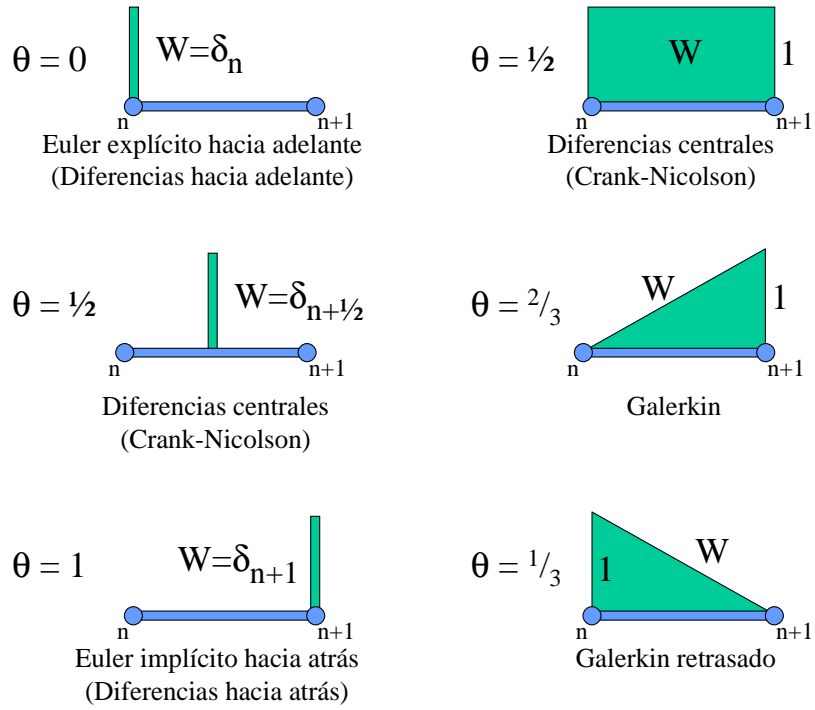 θ = 0
W=δn
n
n+1
Euler explícito hacia adelante
(Diferencias hacia adelante)
θ = ½
W
1
n
n+1
Diferencias centrales
(Crank-Nicolson)
θ = ½
W=δn+½
n
n+1
Diferencias centrales
(Crank-Nicolson)
θ = 2/3
W
1
n
n+1
Galerkin
θ = 1
W=δn+1
n
n+1
Euler implícito hacia atrás
(Diferencias hacia atrás)
θ = 1/3
1
W
n
n+1
Galerkin retrasado